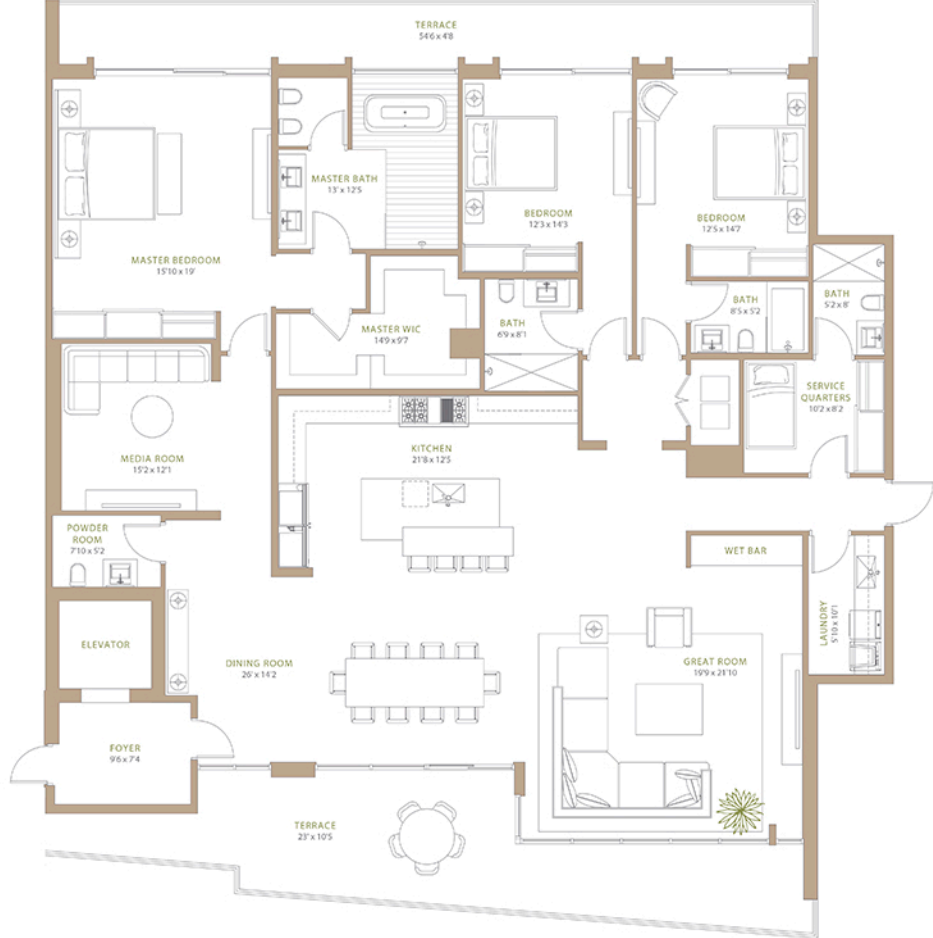 TERRACE
54'6 x 4'8
MASTER BATH
13' x 12'5
BEDROOM
12'3 x 14'3
BEDROOM
12'5 x 14'7
MASTER BEDROOM
15'10 x 19'
MASTER WIC
14'9 x 9'7
BATH
6'9 x 8'1
BATH
8'5 x 5'2
BATH
5'2 x 8'
SERVICE
QUARTERS
10'2 x 8'2
MEDIA ROOM
15'2 x 12'1
KITCHEN
21'8 x 12'5
POWDER
ROOM
7'10 x 5'2
WET BAR
LAUNDRY
5'10 x 10'1
ELEVATOR
DINING ROOM
26' x 14'2
GREAT ROOM
19'9 x 21'10
FOYER
9'6 x 7'4
TERRACE
23' x 10'5